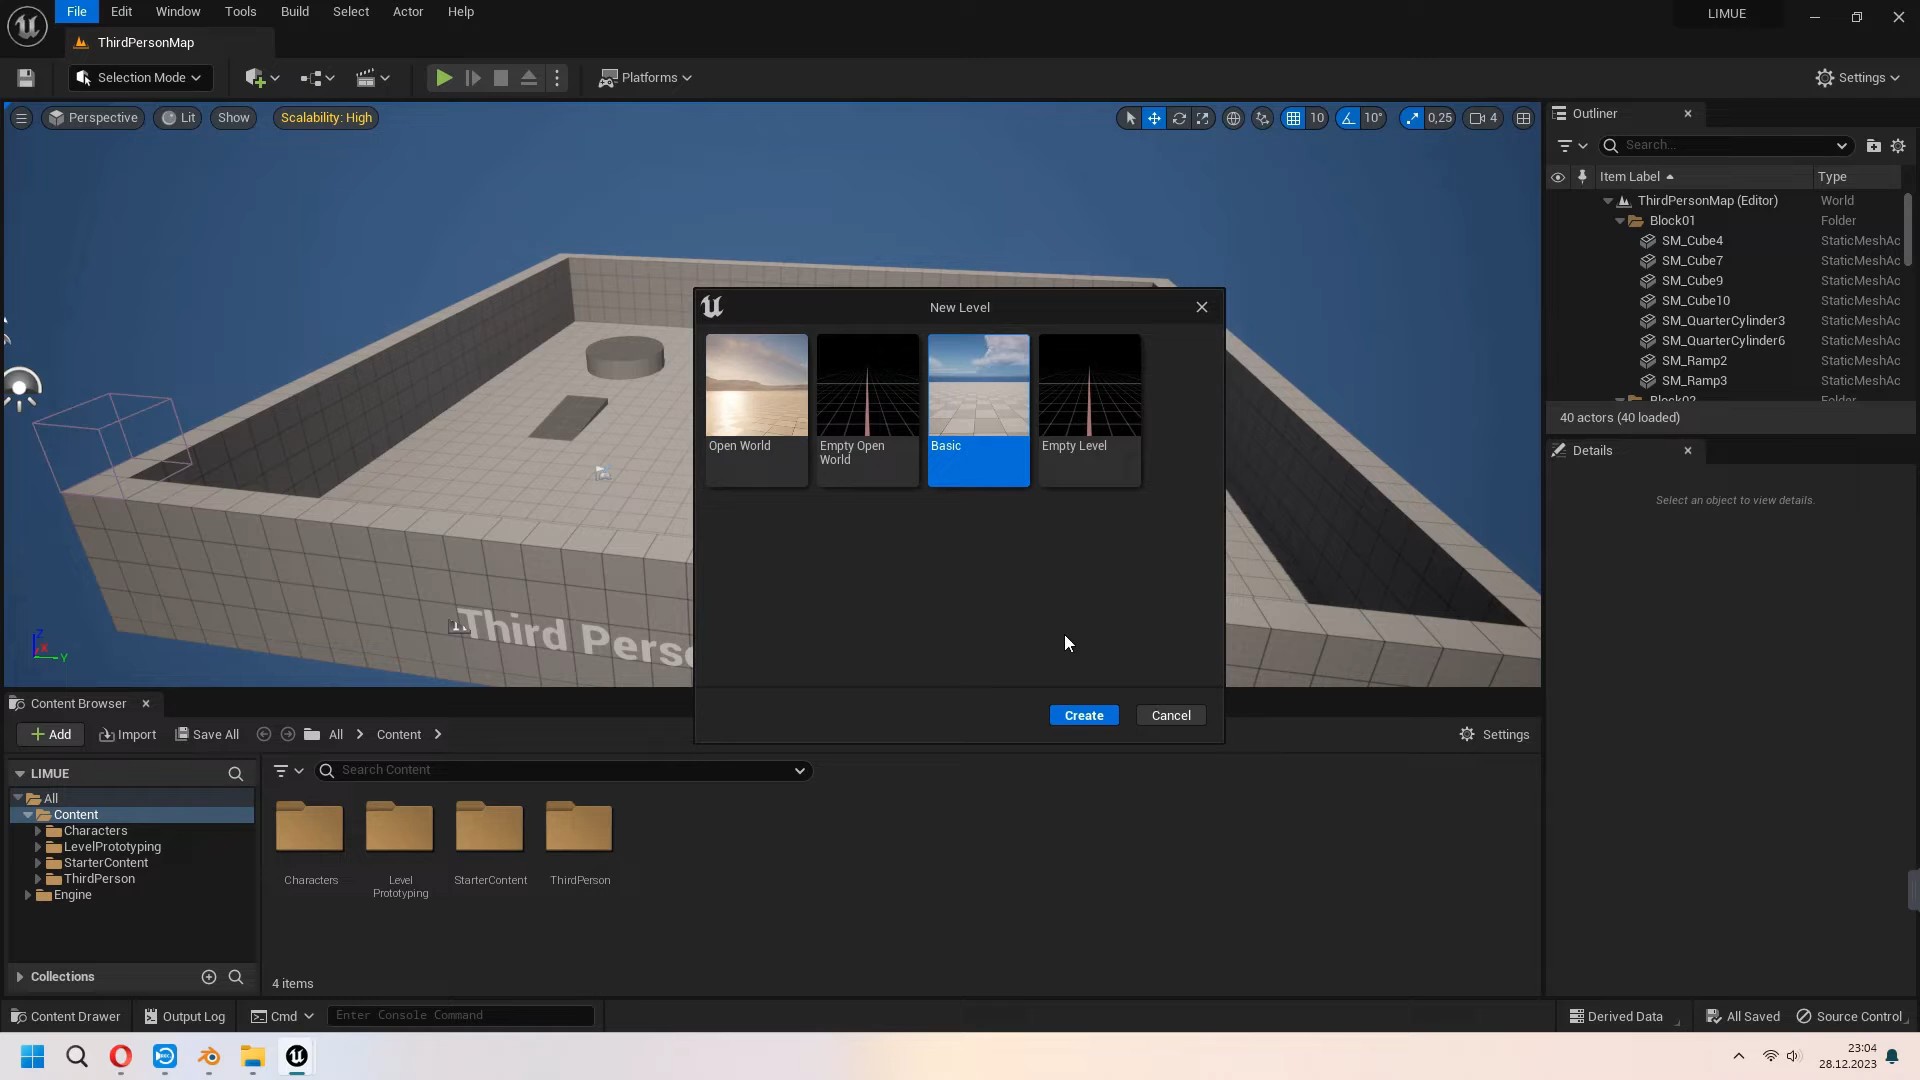 File Edit Window Tools Build Select Actor Help
LIMUE
ThirdPersonMap
Selection Mode
Platforms
Settings
Perspective Lit Show Scalability: High
10 10° 0,25 4
Outliner
Search...
Item Label Type
ThirdPersonMap (Editor) World
Block01 Folder
SM_Cube4 StaticMeshAc
SM_Cube7 StaticMeshAc
SM_Cube9 StaticMeshAc
SM_Cube10 StaticMeshAc
SM_QuarterCylinder3 StaticMeshAc
SM_QuarterCylinder6 StaticMeshAc
SM_Ramp2 StaticMeshAc
SM_Ramp3 StaticMeshAc
Block02 Folder
40 actors (40 loaded)
Details
Select an object to view details.
New Level
Open World
Empty Open
World
Basic
Empty Level
Create Cancel
Third Perso
Z
X
Y
Content Browser
Add Import Save All All Content Settings
LIMUE
Search Content
All
Content
Characters
LevelPrototyping
StarterContent
ThirdPerson
Engine
Characters
Level
Prototyping
StarterContent
ThirdPerson
Collections
4 items
Content Drawer Output Log Cmd Enter Console Command Derived Data All Saved Source Control
REC
23:04
28.12.2023